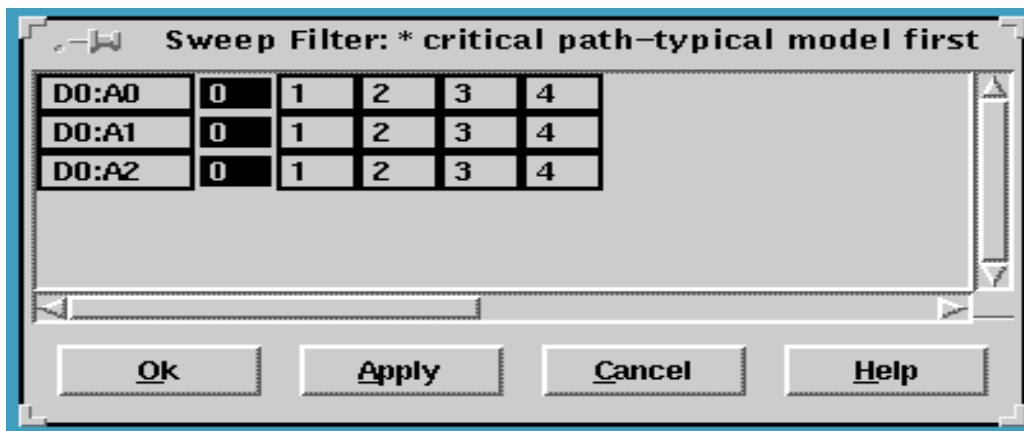 Sweep Filter: * critical path-typical model first
D0:A0 0 1 2 3 4
D0:A1 0 1 2 3 4
D0:A2 0 1 2 3 4
Ok Apply Cancel Help